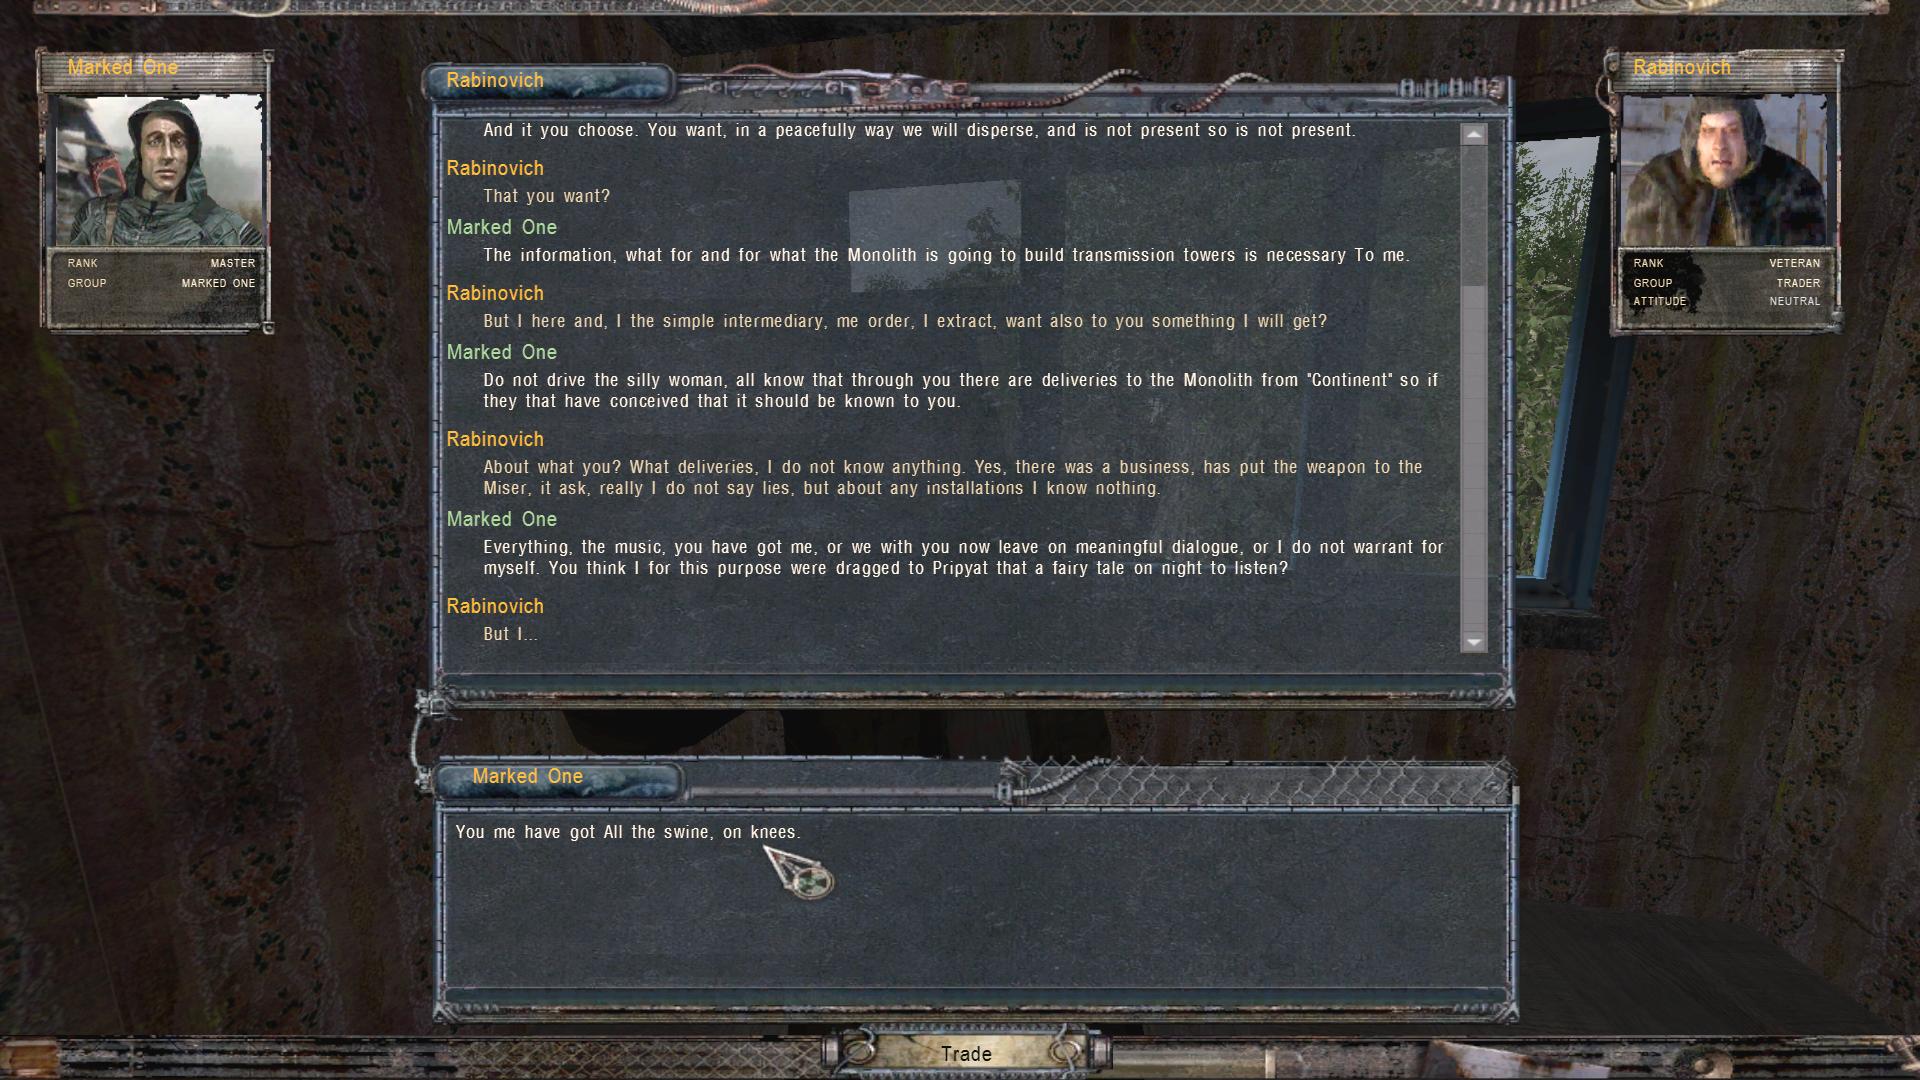 Marked One
RANK MASTER
GROUP MARKED ONE
Rabinovich
And it you choose. You want, in a peacefully way we will disperse, and is not present so is not present.
Rabinovich
That you want?
Marked One
The information, what for and for what the Monolith is going to build transmission towers is necessary To me.
Rabinovich
But I here and, I the simple intermediary, me order, I extract, want also to you something I will get?
Marked One
Do not drive the silly woman, all know that through you there are deliveries to the Monolith from "Continent" so if
they that have conceived that it should be known to you.
Rabinovich
About what you? What deliveries, I do not know anything. Yes, there was a business, has put the weapon to the
Miser, it ask, really I do not say lies, but about any installations I know nothing.
Marked One
Everything, the music, you have got me, or we with you now leave on meaningful dialogue, or I do not warrant for
myself. You think I for this purpose were dragged to Pripyat that a fairy tale on night to listen?
Rabinovich
But I...
Rabinovich
RANK VETERAN
GROUP TRADER
ATTITUDE NEUTRAL
Marked One
You me have got All the swine, on knees.
Trade